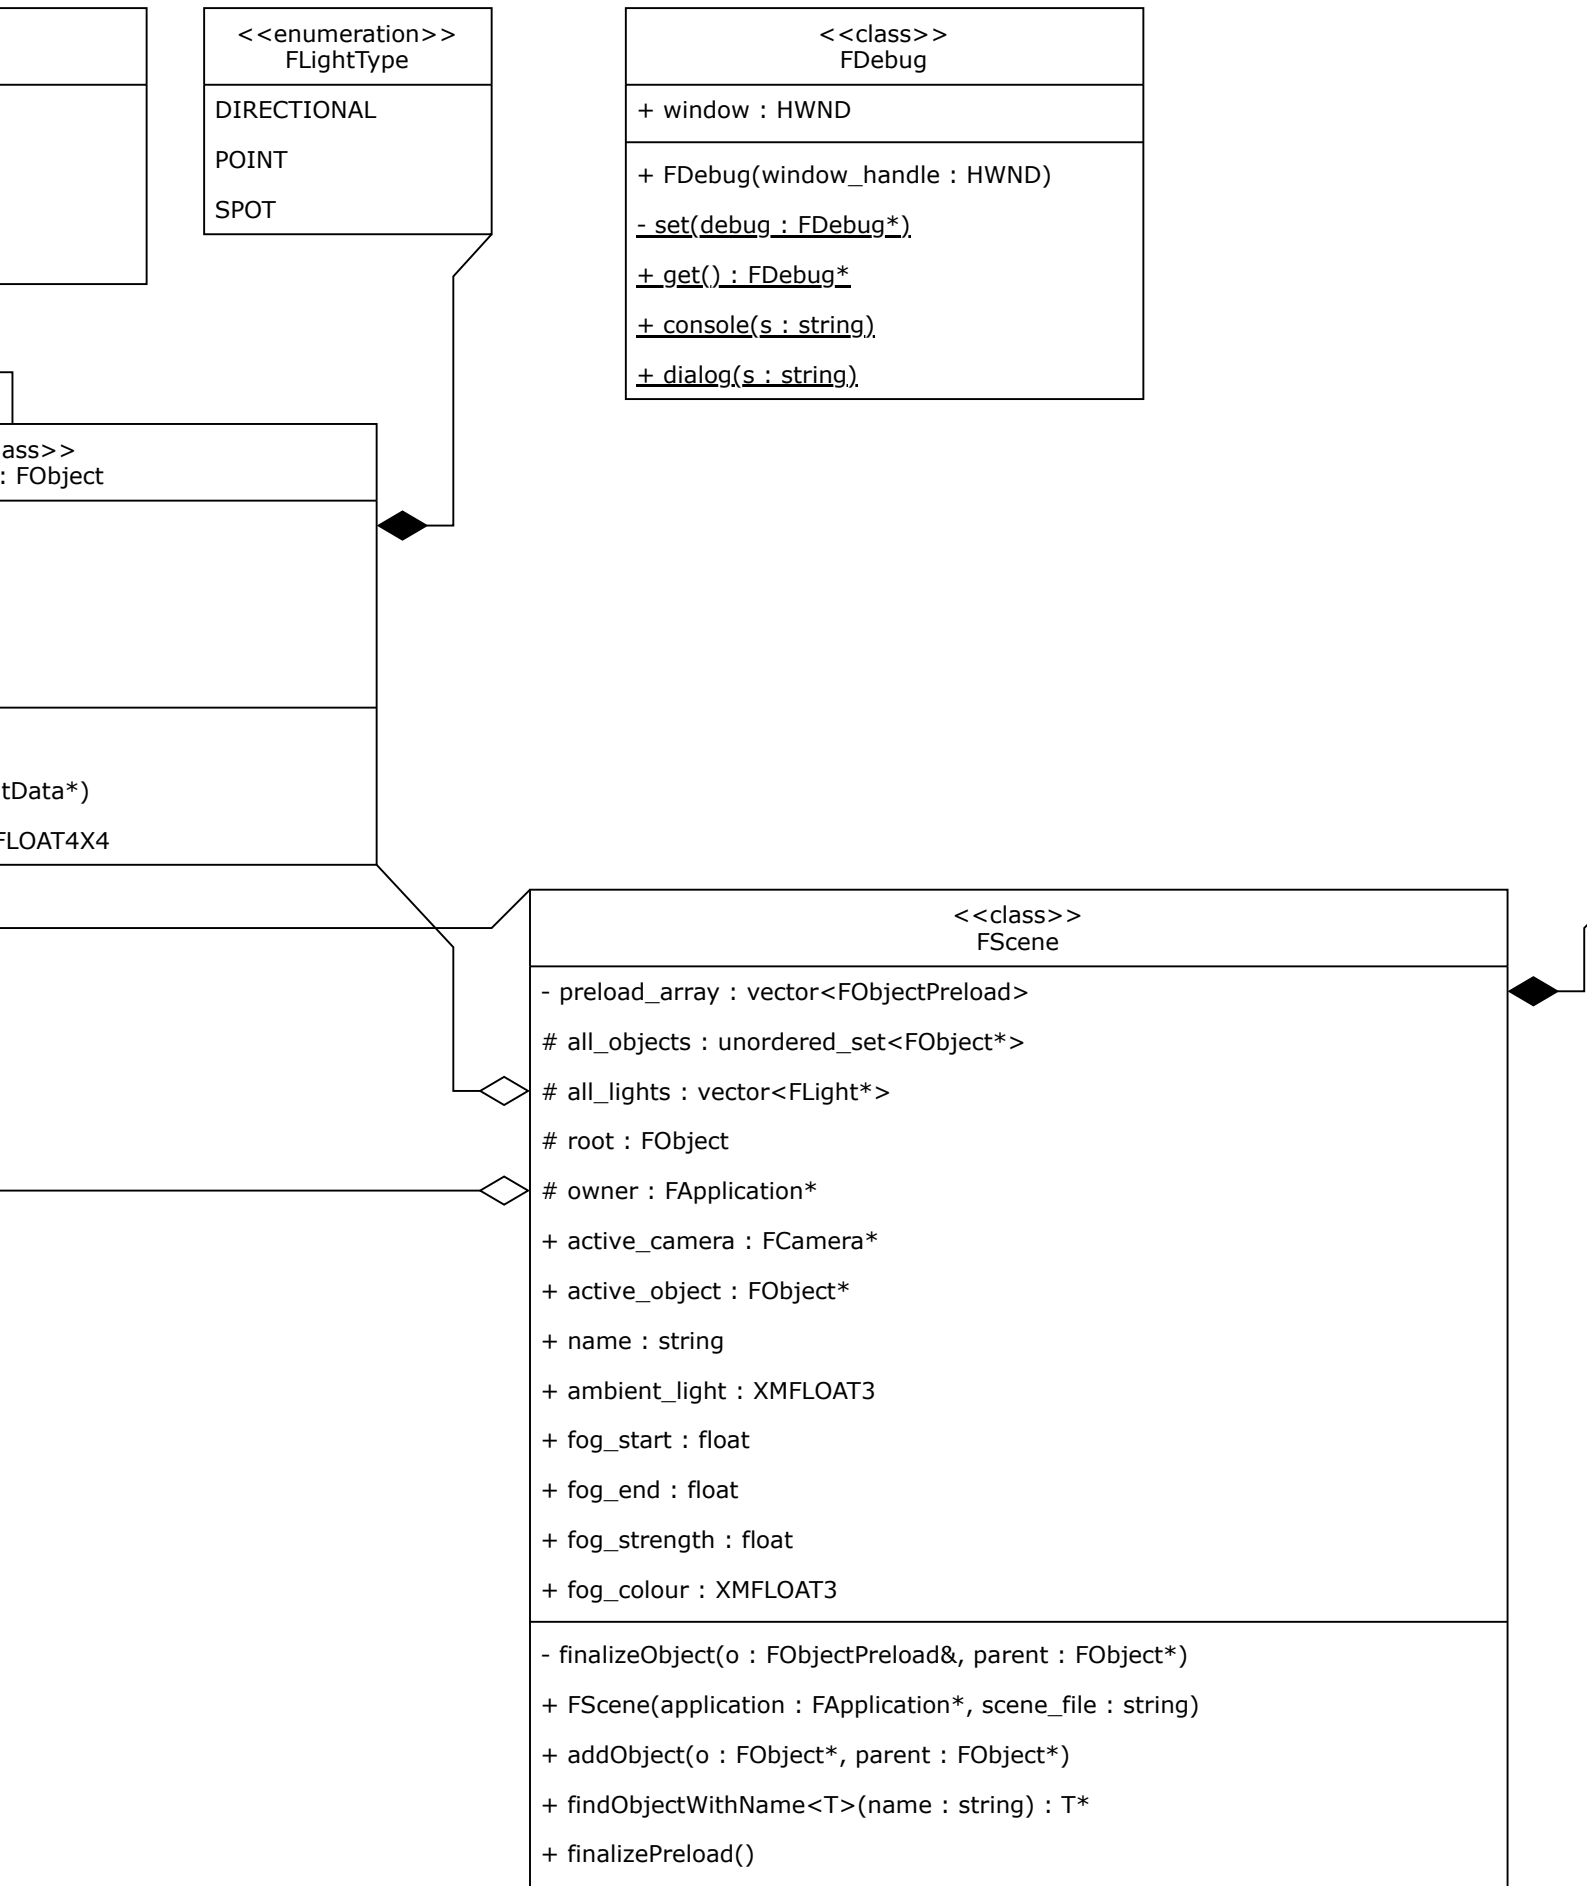 <<enumeration>>
FLightType
DIRECTIONAL
POINT
SPOT
<<class>>
FDebug
+ window : HWND
+ FDebug(window_handle : HWND)
- set(debug : FDebug*)
+ get() : FDebug*
+ console(s : string)
+ dialog(s : string)
ass>>
: FObject
tData*)
FLOAT4X4
<<class>>
FScene
- preload_array : vector<FObjectPreload>
# all_objects : unordered_set<FObject*>
# all_lights : vector<FLight*>
# root : FObject
# owner : FApplication*
+ active_camera : FCamera*
+ active_object : FObject*
+ name : string
+ ambient_light : XMFLOAT3
+ fog_start : float
+ fog_end : float
+ fog_strength : float
+ fog_colour : XMFLOAT3
- finalizeObject(o : FObjectPreload&, parent : FObject*)
+ FScene(application : FApplication*, scene_file : string)
+ addObject(o : FObject*, parent : FObject*)
+ findObjectWithName<T>(name : string) : T*
+ finalizePreload()